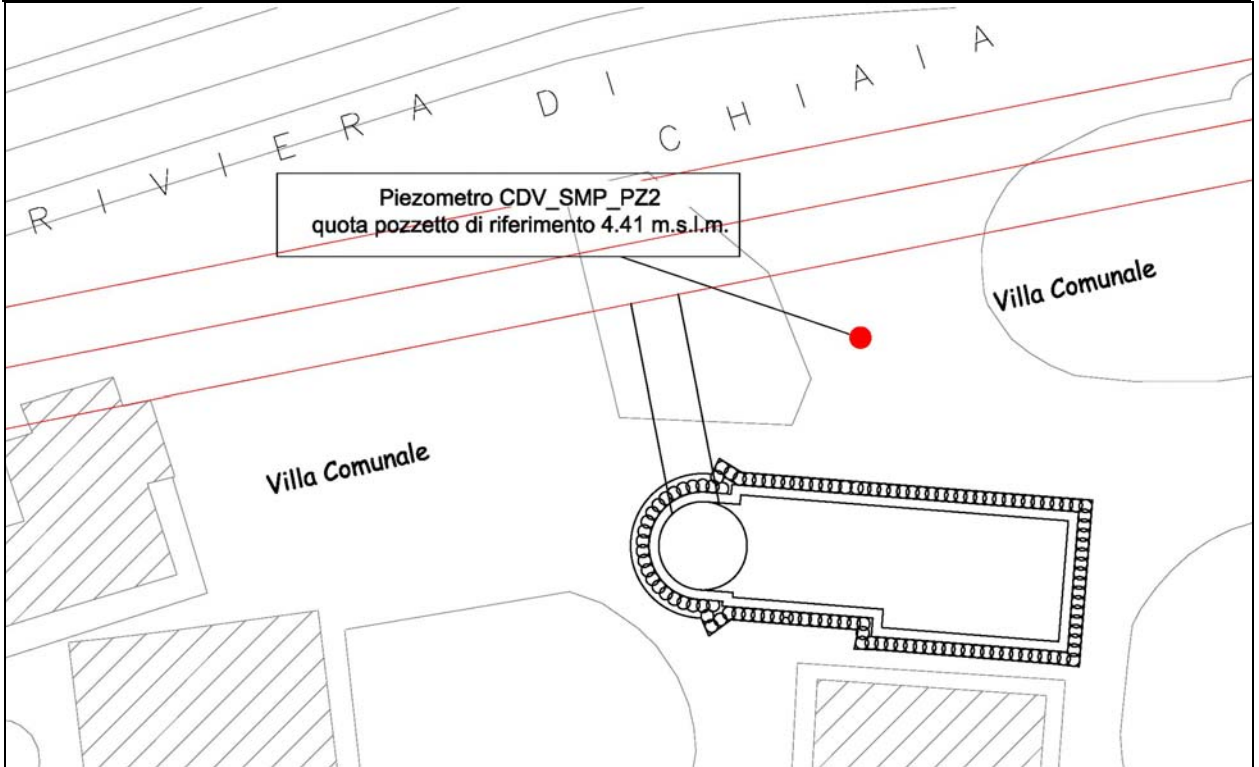 RIVIERA DI CHIAIA
Piezometro CDV_SMP_PZ2
quota pozzetto di riferimento 4.41 m.s.l.m.
Villa Comunale
Villa Comunale